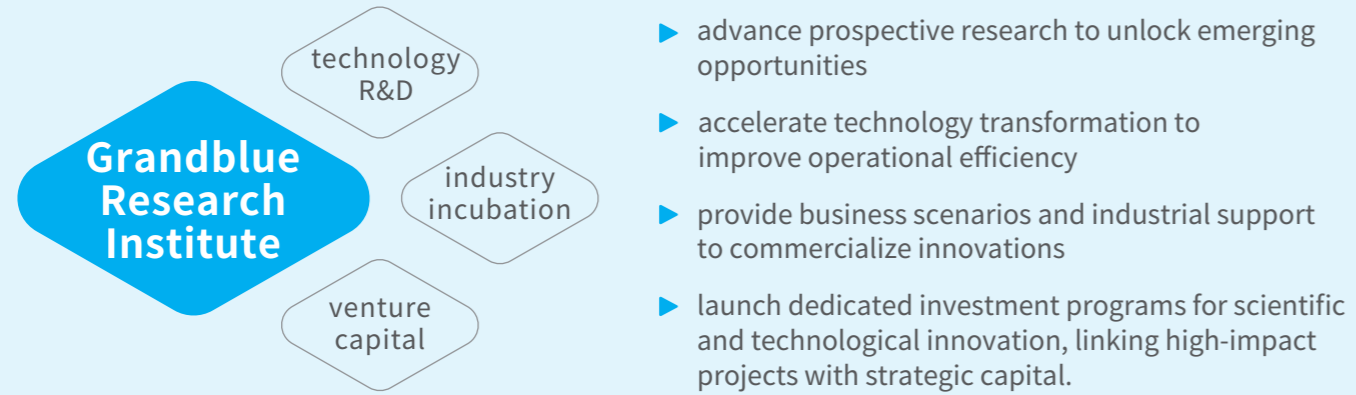 technology
R&D
Grandblue
Research
Institute
industry
incubation
venture
capital
advance prospective research to unlock emerging
opportunities
accelerate technology transformation to
improve operational efficiency
provide business scenarios and industrial support
to commercialize innovations
launch dedicated investment programs for scientific
and technological innovation, linking high-impact
projects with strategic capital.